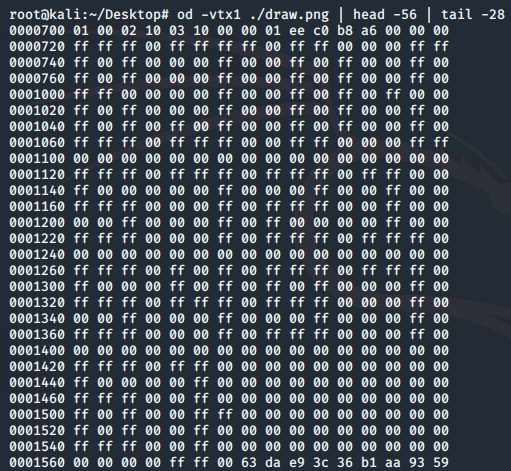 root@kali:~/Desktop# od -vtx1 ./draw.png | head -56 | tail -28
0000700 01 00 02 10 03 10 00 00 01 ee c0 b8 a6 00 00 00
0000720 ff ff ff 00 ff ff ff ff 00 ff ff 00 00 00 ff ff
0000740 00 00 ff 00 00 00 00 ff 00 ff 00 ff 00 00 ff 00
0000760 00 00 ff 00 00 00 00 ff 00 ff 00 ff 00 00 ff 00
0001000 ff ff 00 00 00 00 ff 00 00 ff 00 ff 00 ff 00 00
0001020 ff 00 ff 00 00 00 ff 00 00 ff 00 ff 00 00 ff 00
0001040 ff 00 ff 00 ff 00 ff 00 00 ff 00 ff 00 00 ff 00
0001060 ff ff ff 00 ff ff ff 00 00 ff ff 00 00 00 ff ff
0001100 00 00 00 00 00 00 00 00 00 00 00 00 00 00 00 00
0001120 ff ff ff 00 ff 00 00 ff 00 ff ff ff 00 ff ff 00
0001140 ff 00 00 00 00 00 00 ff 00 00 00 ff 00 00 ff 00
0001160 ff ff ff 00 00 00 00 ff 00 ff ff ff 00 00 ff 00
0001200 00 00 ff 00 00 00 00 ff 00 ff 00 00 00 00 ff 00
0001220 ff ff ff 00 00 00 00 ff 00 ff ff ff 00 ff ff ff
0001240 00 00 00 00 00 00 00 00 00 00 00 00 00 00 00 00
0001260 ff ff ff 00 ff 00 ff ff 00 ff ff ff 00 ff ff ff
0001300 ff 00 ff 00 ff 00 00 ff 00 ff 00 00 00 00 00 ff
0001320 ff ff ff 00 ff ff ff ff 00 ff ff ff 00 00 00 ff
0001340 00 00 ff 00 00 00 00 ff 00 00 00 ff 00 00 00 ff
0001360 ff ff ff 00 00 00 00 ff 00 ff ff ff 00 00 00 ff
0001400 00 00 00 00 00 00 00 00 00 00 00 00 00 00 00 00
0001420 ff ff ff 00 ff ff 00 00 00 00 00 00 00 00 00 00
0001440 ff 00 00 00 00 ff 00 00 00 00 00 00 00 00 00 00
0001460 ff ff ff 00 00 ff 00 00 00 00 00 00 00 00 00 00
0001500 ff 00 ff 00 00 ff ff 00 00 00 00 00 00 00 00 00
0001520 ff 00 ff 00 00 ff 00 00 00 00 00 00 00 00 00 00
0001540 ff ff ff 00 00 ff 00 00 00 00 00 00 00 00 00 00
0001560 00 00 00 00 ff ff 00 63 da e9 3c 36 b1 aa 93 59